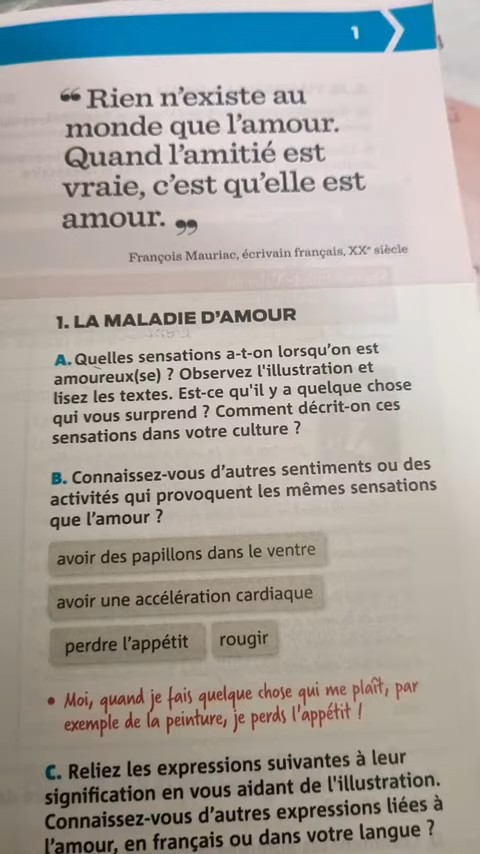 1
“ Rien n’existe au
monde que l’amour.
Quand l’amitié est
vraie, c’est qu’elle est
amour. ”
François Mauriac, écrivain français, XXᵉ siècle
1. LA MALADIE D’AMOUR
A. Quelles sensations a-t-on lorsqu’on est
amoureux(se) ? Observez l'illustration et
lisez les textes. Est-ce qu'il y a quelque chose
qui vous surprend ? Comment décrit-on ces
sensations dans votre culture ?
B. Connaissez-vous d’autres sentiments ou des
activités qui provoquent les mêmes sensations
que l’amour ?
avoir des papillons dans le ventre
avoir une accélération cardiaque
perdre l’appétit rougir
• Moi, quand je fais quelque chose qui me plaît, par
exemple de la peinture, je perds l’appétit !
C. Reliez les expressions suivantes à leur
signification en vous aidant de l'illustration.
Connaissez-vous d’autres expressions liées à
l’amour, en français ou dans votre langue ?